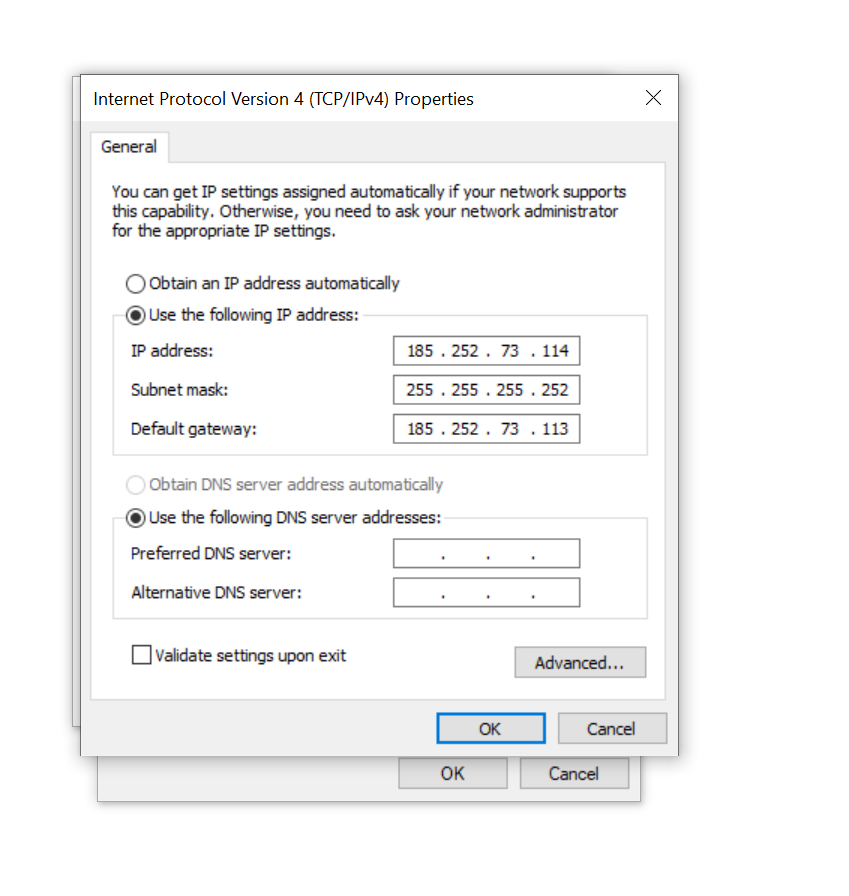 Internet Protocol Version 4 (TCP/IPv4) Properties
General
You can get IP settings assigned automatically if your network supports
this capability. Otherwise, you need to ask your network administrator
for the appropriate IP settings.
Obtain an IP address automatically
Use the following IP address:
IP address: 185 . 252 . 73 . 114
Subnet mask: 255 . 255 . 255 . 252
Default gateway: 185 . 252 . 73 . 113
Obtain DNS server address automatically
Use the following DNS server addresses:
Preferred DNS server: . . .
Alternative DNS server: . . .
Validate settings upon exit
Advanced...
OK Cancel
OK Cancel